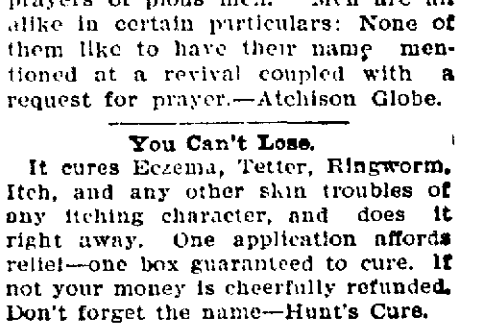 prayers of pious men. Men are all
alike in certain particulars: None of
them like to have their name men-
tioned at a revival coupled with a
request for prayer.—Atchison Globe.
You Can't Lose.
It cures Eczema, Tetter, Ringworm,
Itch, and any other skin troubles of
any itching character, and does it
right away. One application affords
relief—one box guaranteed to cure. If
not your money is cheerfully refunded.
Don't forget the name—Hunt's Cure.